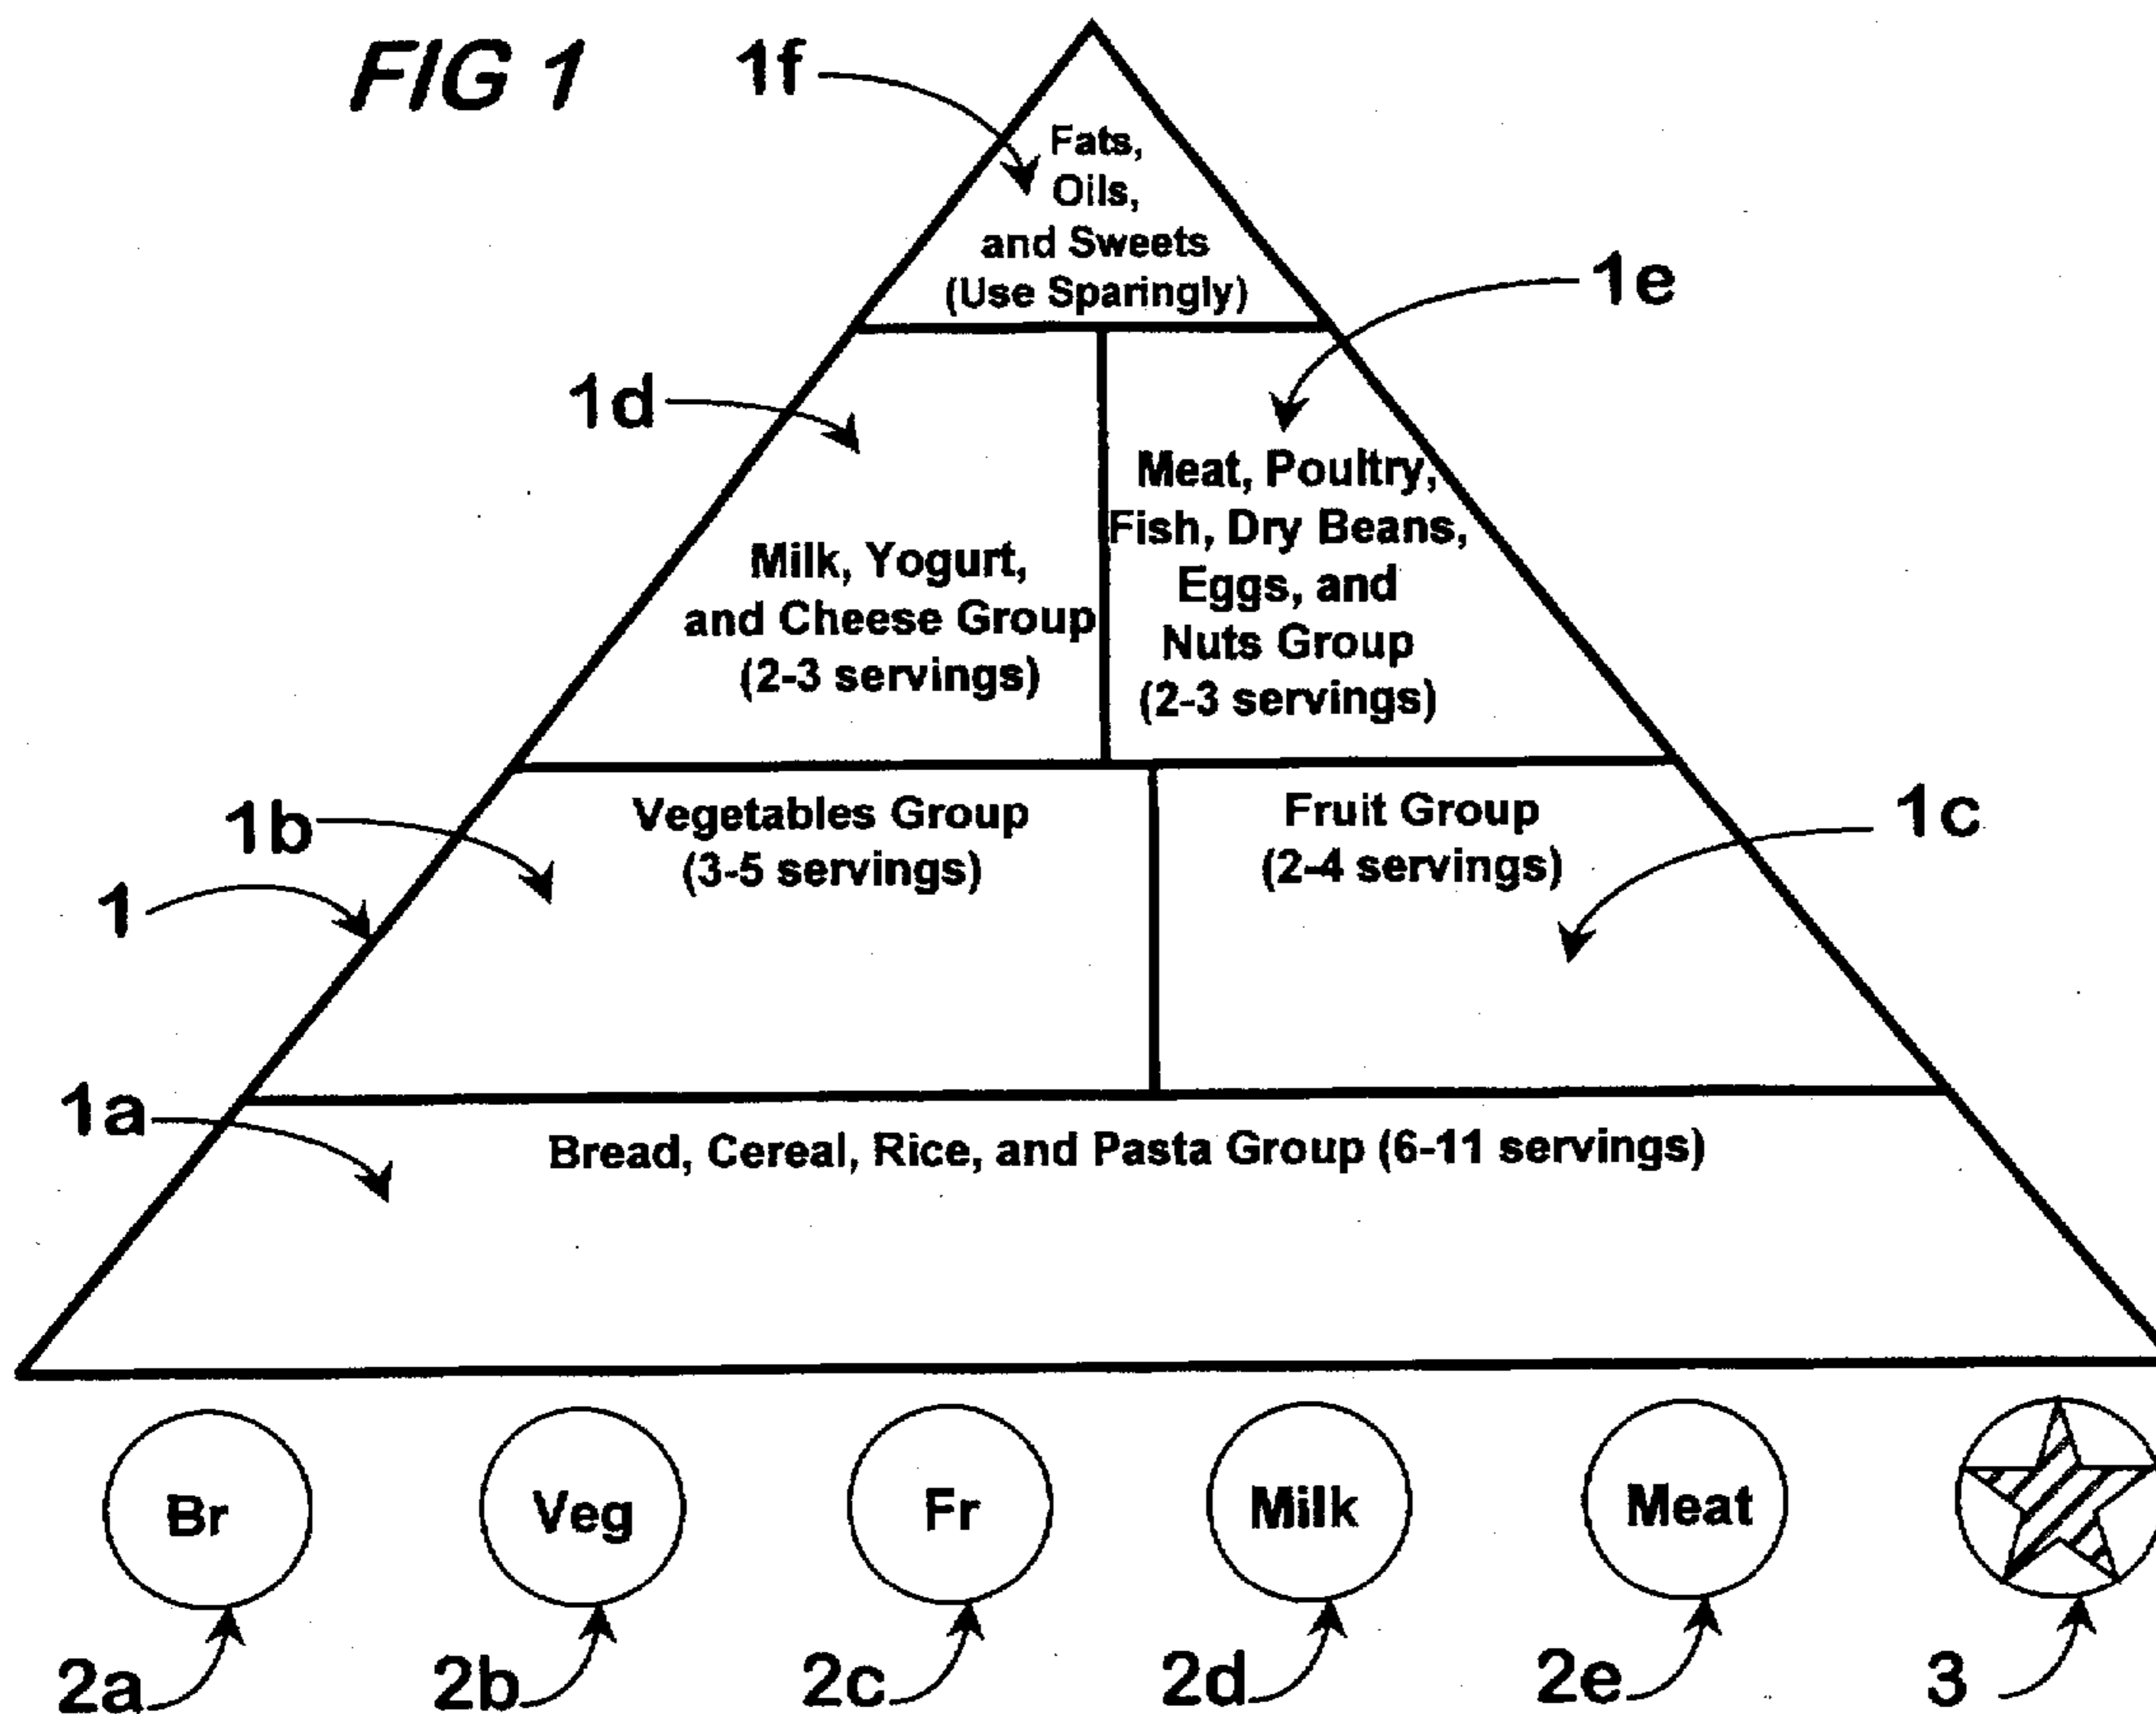 FIG 1
1f
Fats,
Oils,
and Sweets
(Use Sparingly)
1e
1d
Meat, Poultry,
Fish, Dry Beans,
Eggs, and
Nuts Group
(2-3 servings)
Milk, Yogurt,
and Cheese Group
(2-3 servings)
1b
Vegetables Group
(3-5 servings)
Fruit Group
(2-4 servings)
1c
1
1a
Bread, Cereal, Rice, and Pasta Group (6-11 servings)
Br
Veg
Fr
Milk
Meat
2a
2b
2c
2d
2e
3